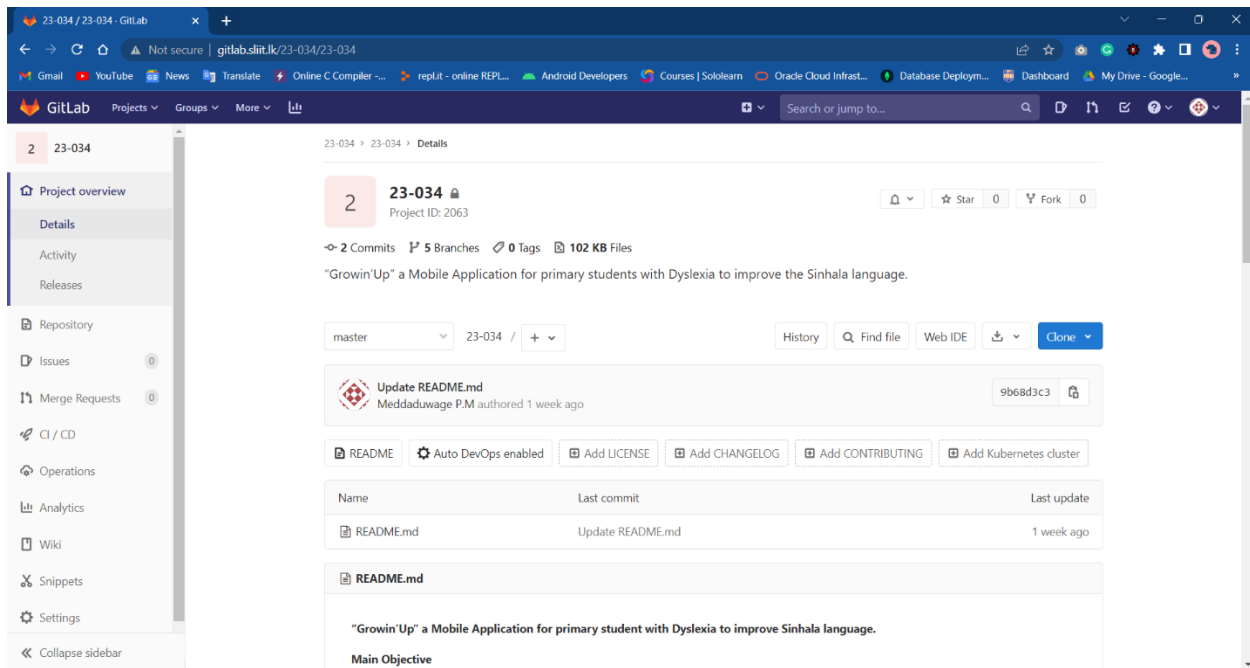 23-034 / 23-034 · GitLab
Not secure | gitlab.sliit.lk/23-034/23-034
Gmail YouTube News Translate Online C Compiler -... repl.it - online REPL... Android Developers Courses | Sololearn Oracle Cloud Infrast... Database Deploym... Dashboard My Drive - Google... »
GitLab Projects Groups More Search or jump to...
2 23-034
Project overview
Details
Activity
Releases
Repository
Issues 0
Merge Requests 0
CI / CD
Operations
Analytics
Wiki
Snippets
Settings
Collapse sidebar
23-034 > 23-034 > Details
2
23-034
Project ID: 2063
Star 0 Fork 0
2 Commits 5 Branches 0 Tags 102 KB Files
“Growin’Up” a Mobile Application for primary students with Dyslexia to improve the Sinhala language.
master 23-034 / + History Find file Web IDE Clone
Update README.md
Meddaduwage P.M authored 1 week ago
9b68d3c3
README Auto DevOps enabled Add LICENSE Add CHANGELOG Add CONTRIBUTING Add Kubernetes cluster
Name Last commit Last update
README.md Update README.md 1 week ago
README.md
“Growin’Up” a Mobile Application for primary student with Dyslexia to improve Sinhala language.
Main Objective